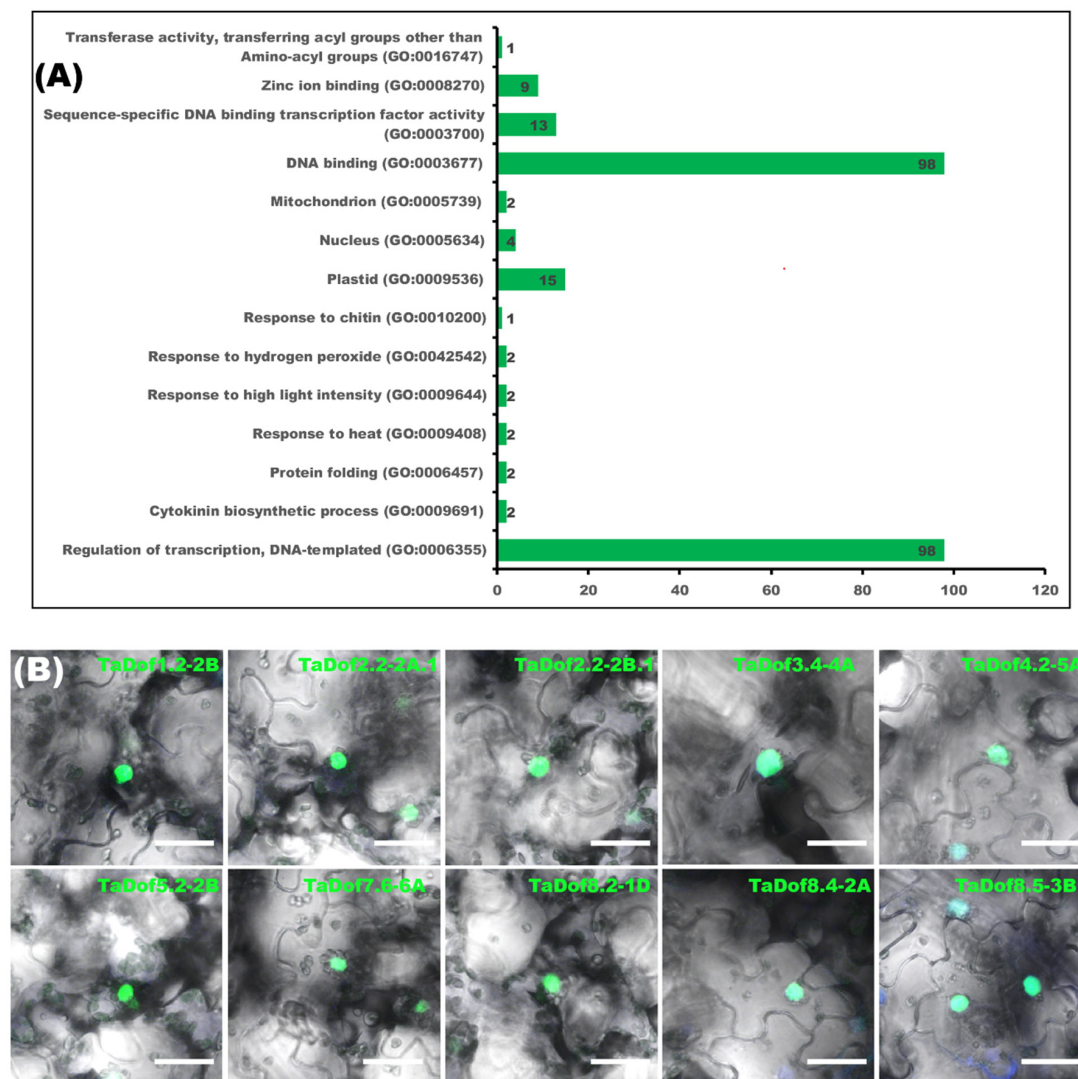 Transferase activity, transferring acyl groups other than
Amino-acyl groups (GO:0016747)
1
(A)
Zinc ion binding (GO:0008270)
9
Sequence-specific DNA binding transcription factor activity
(GO:0003700)
13
DNA binding (GO:0003677)
98
Mitochondrion (GO:0005739)
2
Nucleus (GO:0005634)
4
Plastid (GO:0009536)
15
Response to chitin (GO:0010200)
1
Response to hydrogen peroxide (GO:0042542)
2
Response to high light intensity (GO:0009644)
2
Response to heat (GO:0009408)
2
Protein folding (GO:0006457)
2
Cytokinin biosynthetic process (GO:0009691)
2
Regulation of transcription, DNA-templated (GO:0006355)
98
0 20 40 60 80 100 120
(B)
TaDof1.2-2B TaDof2.2-2A.1 TaDof2.2-2B.1 TaDof3.4-4A TaDof4.2-5A
TaDof5.2-2B TaDof7.6-6A TaDof8.2-1D TaDof8.4-2A TaDof8.5-3B